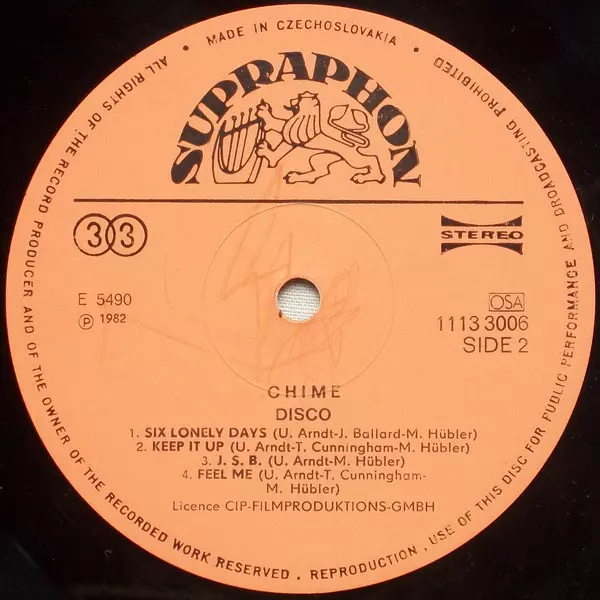 • MADE IN CZECHOSLOVAKIA •
ALL RIGHTS OF THE RECORD PRODUCER AND OF THE OWNER OF THE RECORDED WORK RESERVED . REPRODUCTION , USE OF THIS DISC FOR PUBLIC PERFORMANCE AND BROADCASTING PROHIBITED
SUPRAPHON
33
STEREO
E 5490
Ⓟ 1982
OSA
1113 3006
SIDE 2
CHIME
DISCO
1. SIX LONELY DAYS (U. Arndt-J. Ballard-M. Hübler)
2. KEEP IT UP (U. Arndt-T. Cunningham-M. Hübler)
3. J. S. B. (U. Arndt-M. Hübler)
4. FEEL ME (U. Arndt-T. Cunningham-
M. Hübler)
Licence CIP-FILMPRODUKTIONS-GMBH